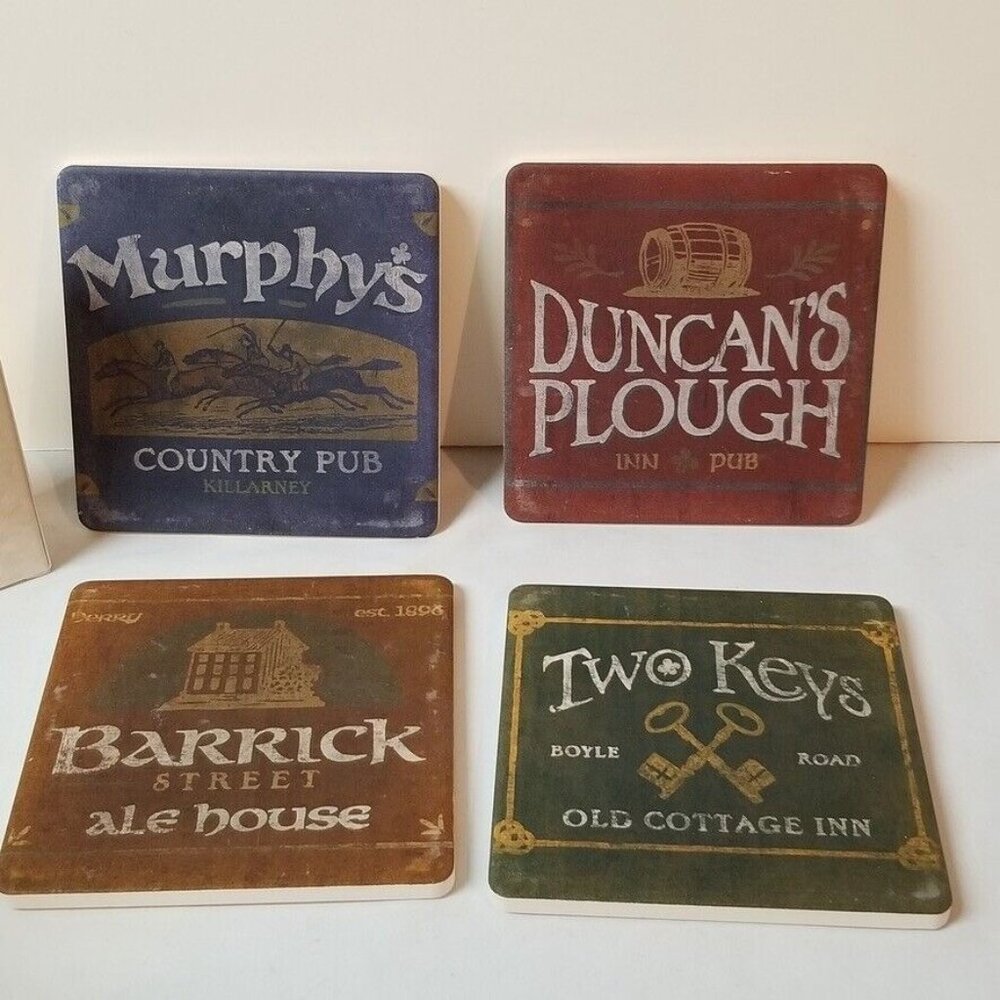 Murphy's
COUNTRY PUB
KILLARNEY
DUNCAN'S
PLOUGH
INN PUB
Derry est. 1896
BARRICK
STREET
ale house
Two Keys
BOYLE ROAD
OLD COTTAGE INN